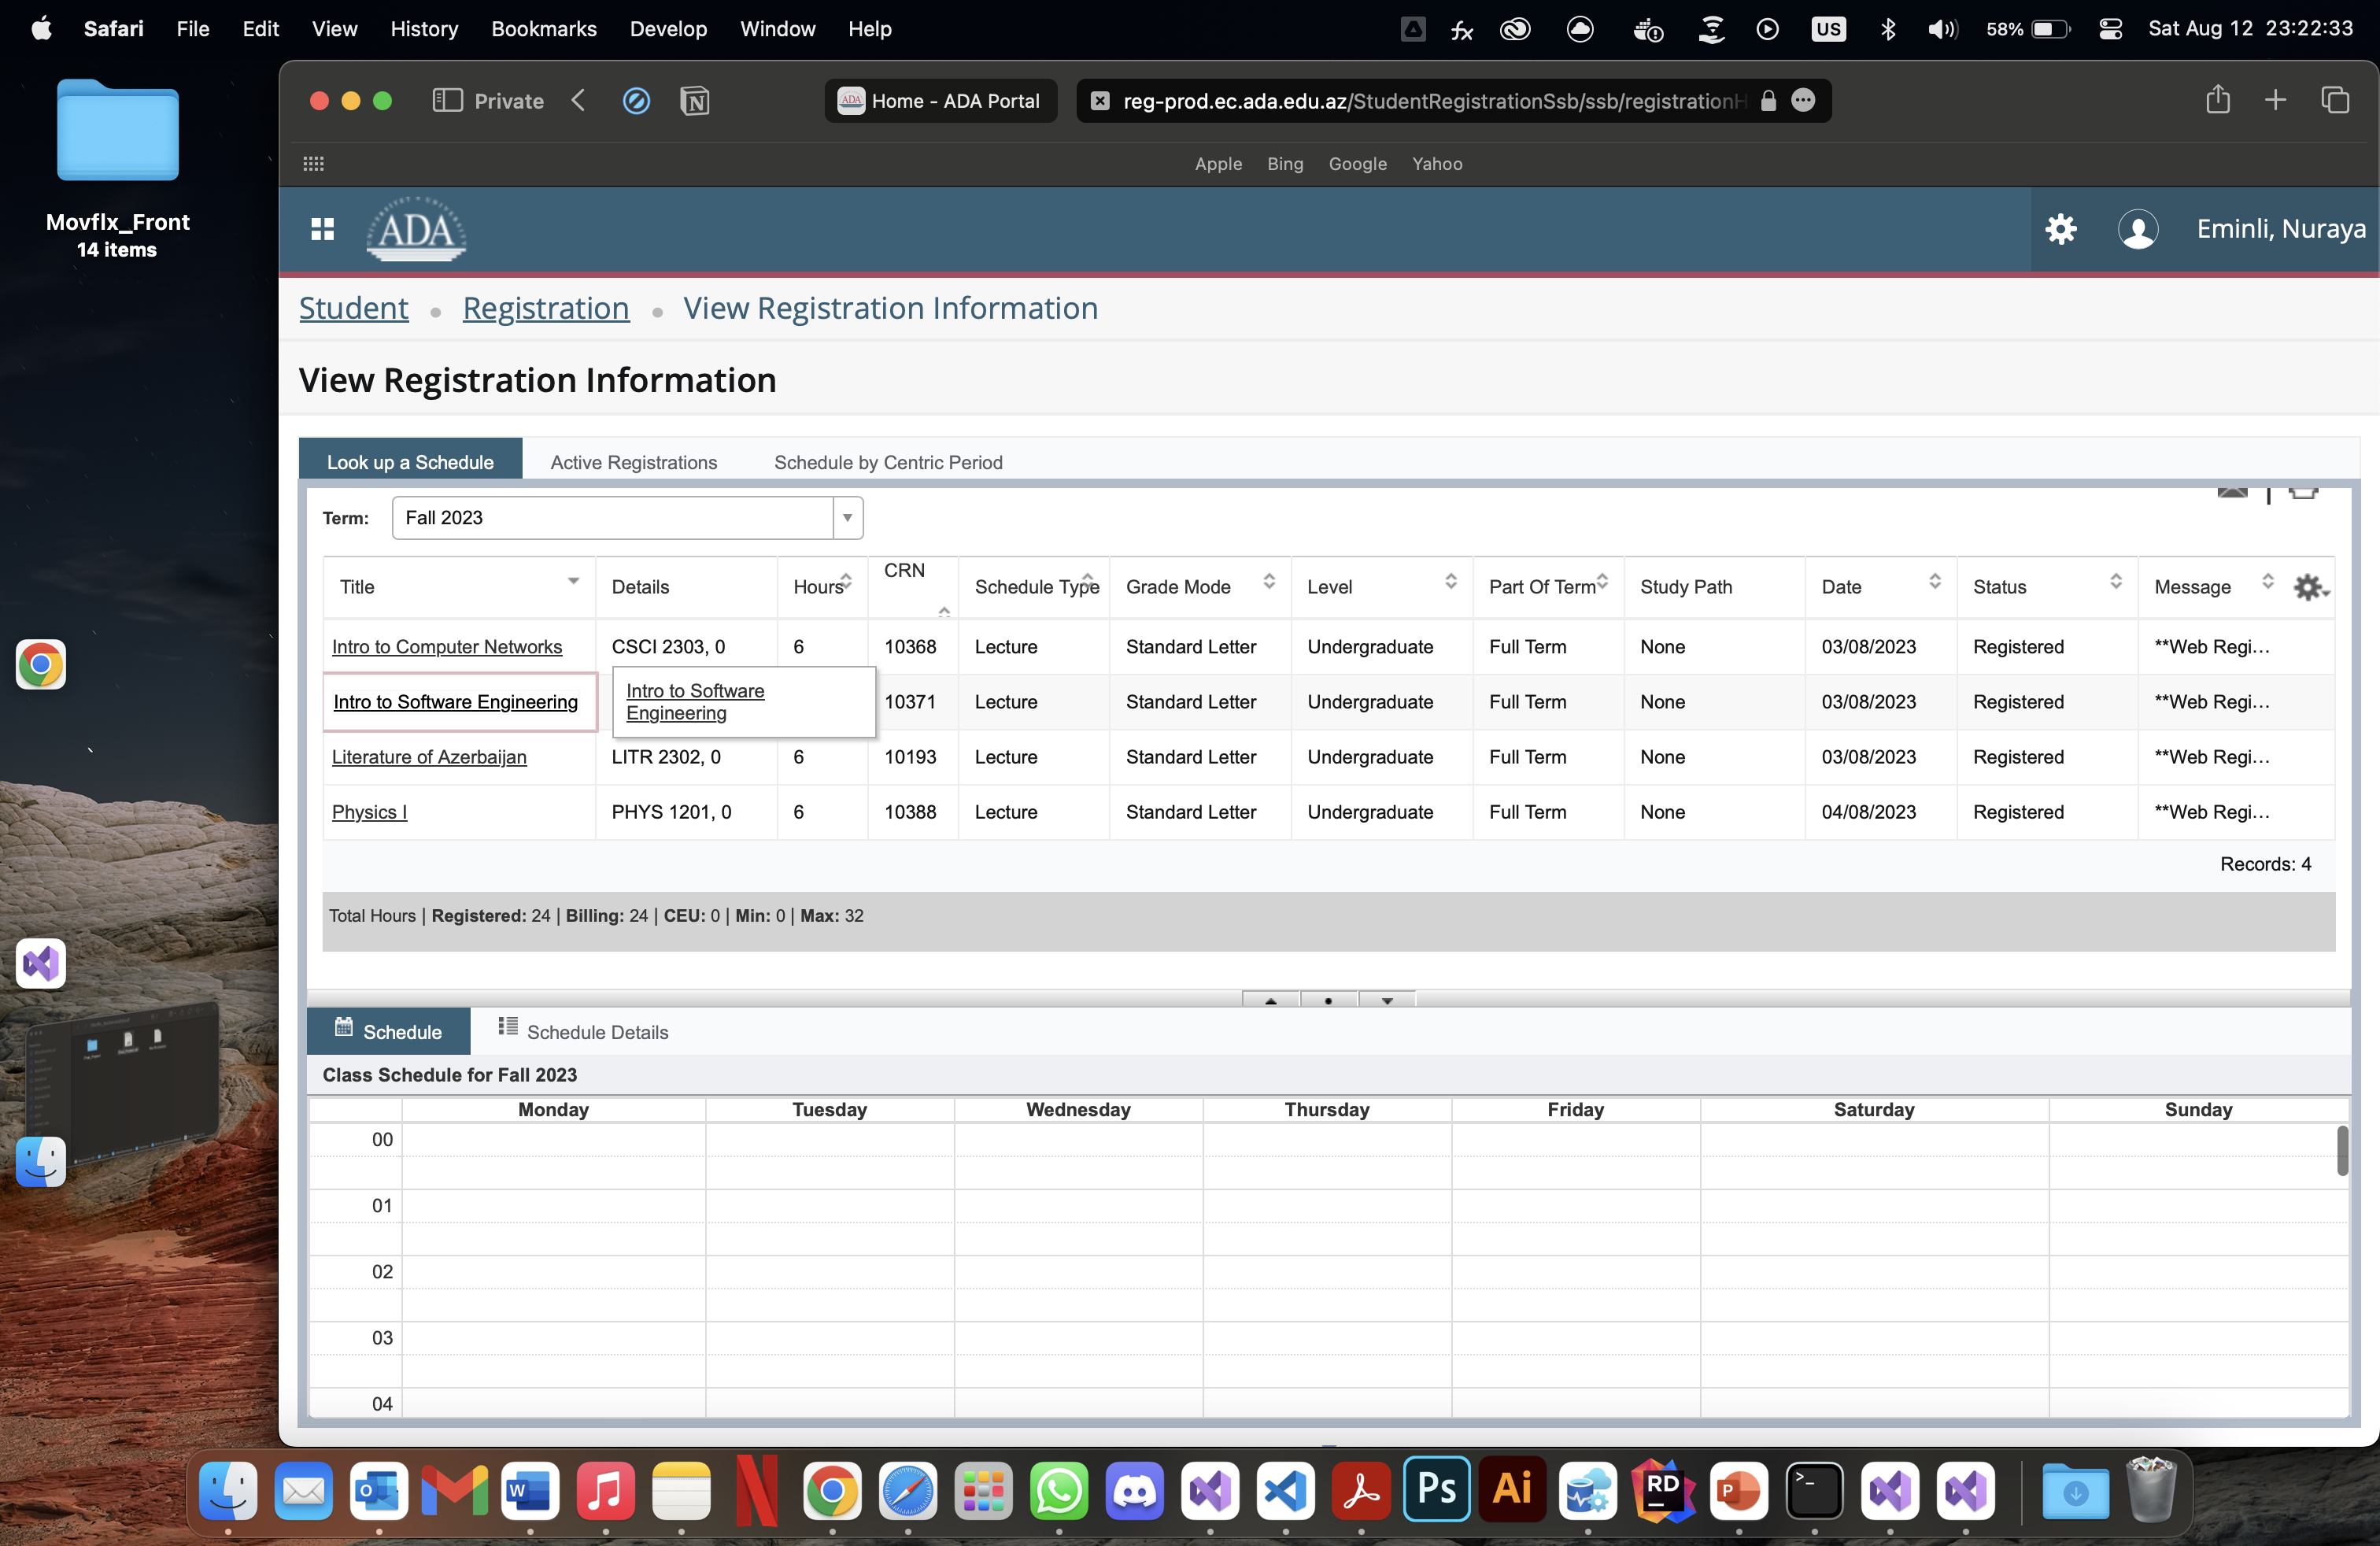 Safari File Edit View History Bookmarks Develop Window Help US 58% Sat Aug 12 23:22:33
Movflx_Front
14 items
Private Home - ADA Portal reg-prod.ec.ada.edu.az/StudentRegistrationSsb/ssb/registrationH
Apple Bing Google Yahoo
ADA Eminli, Nuraya
Student Registration View Registration Information
View Registration Information
Look up a Schedule Active Registrations Schedule by Centric Period
Term: Fall 2023
Title Details Hours CRN Schedule Type Grade Mode Level Part Of Term Study Path Date Status Message
Intro to Computer Networks CSCI 2303, 0 6 10368 Lecture Standard Letter Undergraduate Full Term None 03/08/2023 Registered **Web Regi...
Intro to Software Engineering 10371 Lecture Standard Letter Undergraduate Full Term None 03/08/2023 Registered **Web Regi...
Intro to Software
Engineering
Literature of Azerbaijan LITR 2302, 0 6 10193 Lecture Standard Letter Undergraduate Full Term None 03/08/2023 Registered **Web Regi...
Physics I PHYS 1201, 0 6 10388 Lecture Standard Letter Undergraduate Full Term None 04/08/2023 Registered **Web Regi...
Records: 4
Total Hours | Registered: 24 | Billing: 24 | CEU: 0 | Min: 0 | Max: 32
Schedule Schedule Details
Class Schedule for Fall 2023
Monday Tuesday Wednesday Thursday Friday Saturday Sunday
00
01
02
03
04
Ps Ai RD